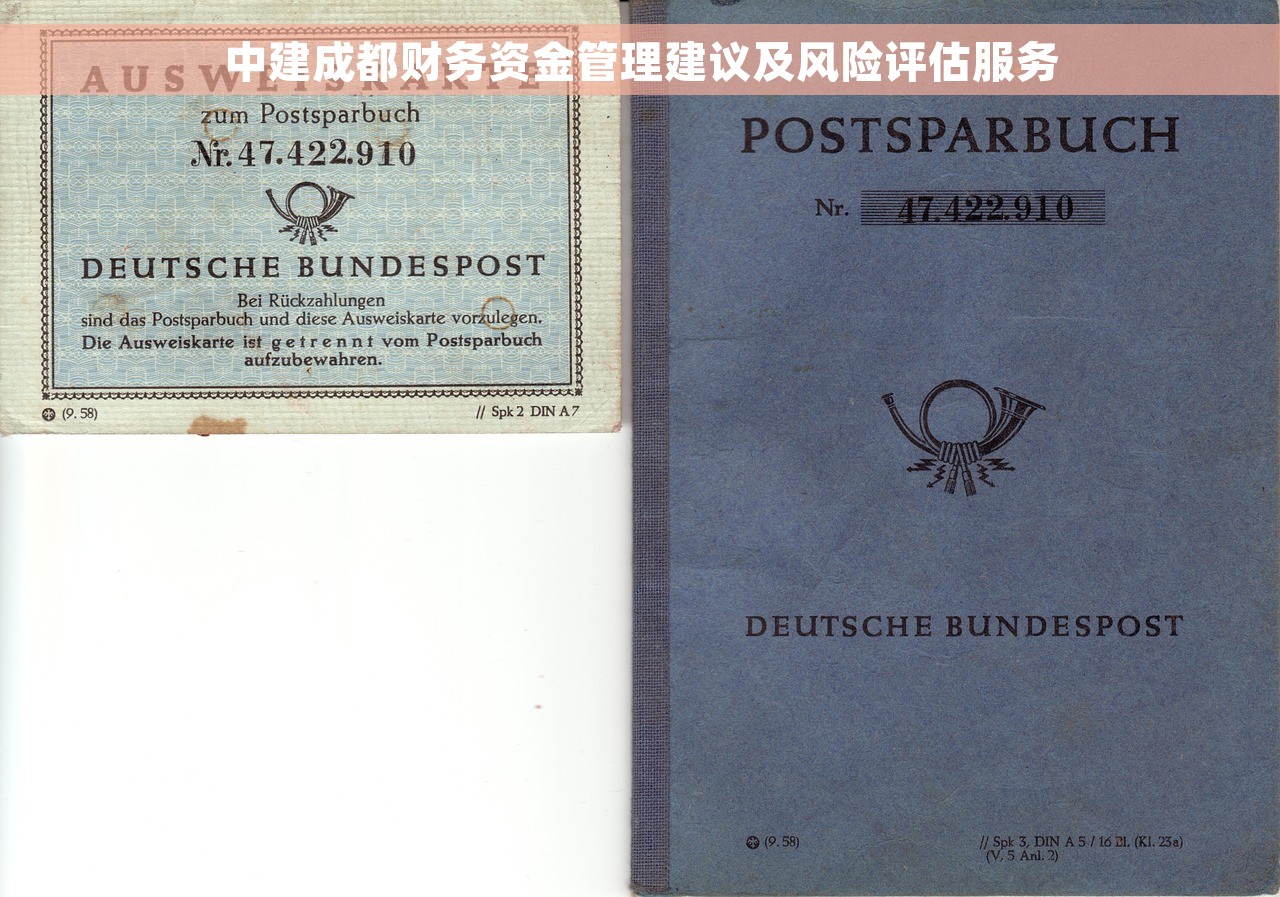 中建成都财务资金管理建议及风险评估服务
AUSWEISKARTE
zum Postsparbuch
Nr. 47.422.910
DEUTSCHE BUNDESPOST
Bei Rückzahlungen
sind das Postsparbuch und diese Ausweiskarte vorzulegen.
Die Ausweiskarte ist getrennt vom Postsparbuch
aufzubewahren.
(9. 58)
// Spk 2 DIN A 7
POSTSPARBUCH
Nr. 47.422.910
DEUTSCHE BUNDESPOST
(9. 58)
// Spk 3, DIN A 5 / 16 Bl. (Kl. 23a)
(V, 5 Anl. 2)